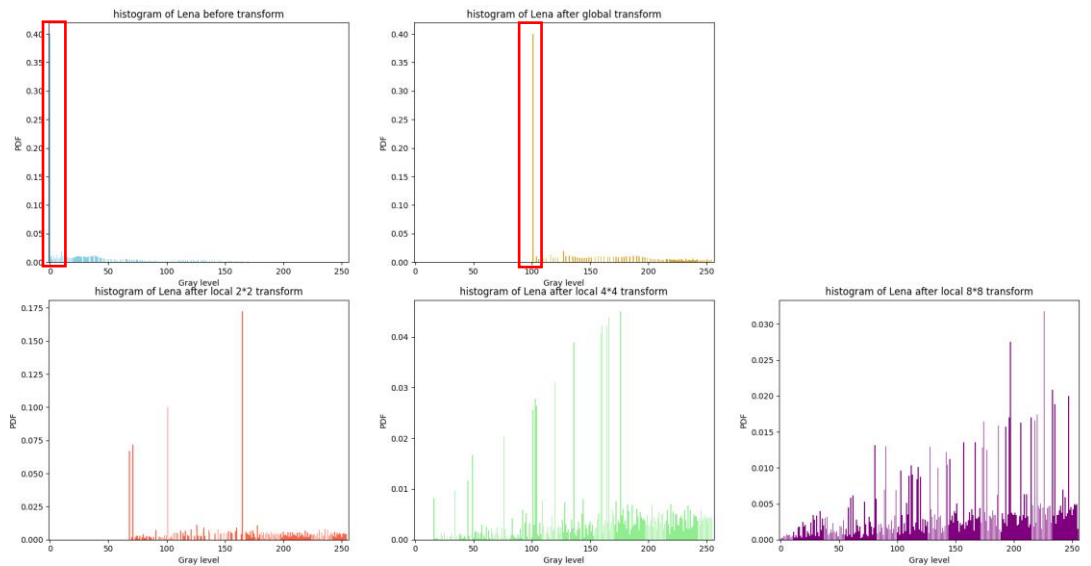 histogram of Lena before transform
PDF
0.40
0.35
0.30
0.25
0.20
0.15
0.10
0.05
0.00
0 50 100 150 200 250
Gray level
histogram of Lena after global transform
PDF
0.40
0.35
0.30
0.25
0.20
0.15
0.10
0.05
0.00
0 50 100 150 200 250
Gray level
histogram of Lena after local 2*2 transform
PDF
0.175
0.150
0.125
0.100
0.075
0.050
0.025
0.000
0 50 100 150 200 250
Gray level
histogram of Lena after local 4*4 transform
PDF
0.04
0.03
0.02
0.01
0.00
0 50 100 150 200 250
Gray level
histogram of Lena after local 8*8 transform
PDF
0.030
0.025
0.020
0.015
0.010
0.005
0.000
0 50 100 150 200 250
Gray level